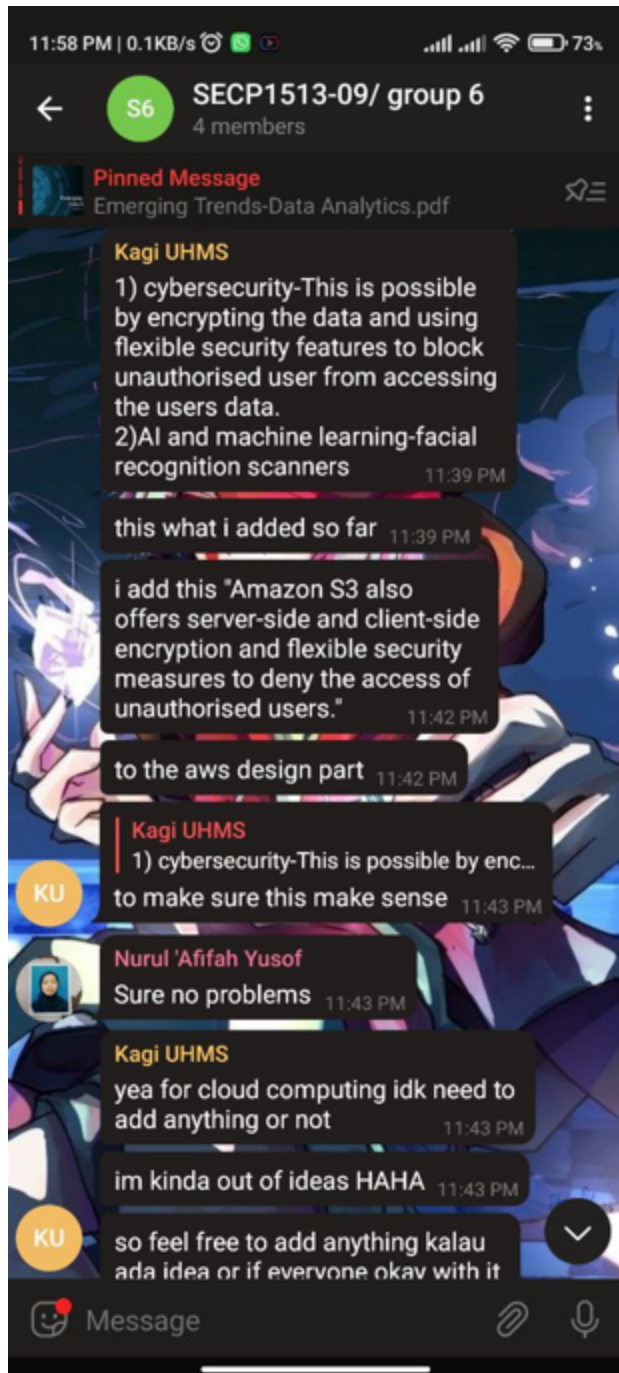 11:58 PM | 0.1KB/s
73%
S6
SECP1513-09/ group 6
4 members
Pinned Message
Emerging Trends-Data Analytics.pdf
Kagi UHMS
1) cybersecurity-This is possible
by encrypting the data and using
flexible security features to block
unauthorised user from accessing
the users data.
2)AI and machine learning-facial
recognition scanners
11:39 PM
this what i added so far 11:39 PM
i add this "Amazon S3 also
offers server-side and client-side
encryption and flexible security
measures to deny the access of
unauthorised users."
11:42 PM
to the aws design part 11:42 PM
Kagi UHMS
1) cybersecurity-This is possible by enc...
KU
to make sure this make sense 11:43 PM
Nurul 'Afifah Yusof
Sure no problems 11:43 PM
Kagi UHMS
yea for cloud computing idk need to
add anything or not
11:43 PM
im kinda out of ideas HAHA 11:43 PM
KU
so feel free to add anything kalau
ada idea or if everyone okay with it
Message